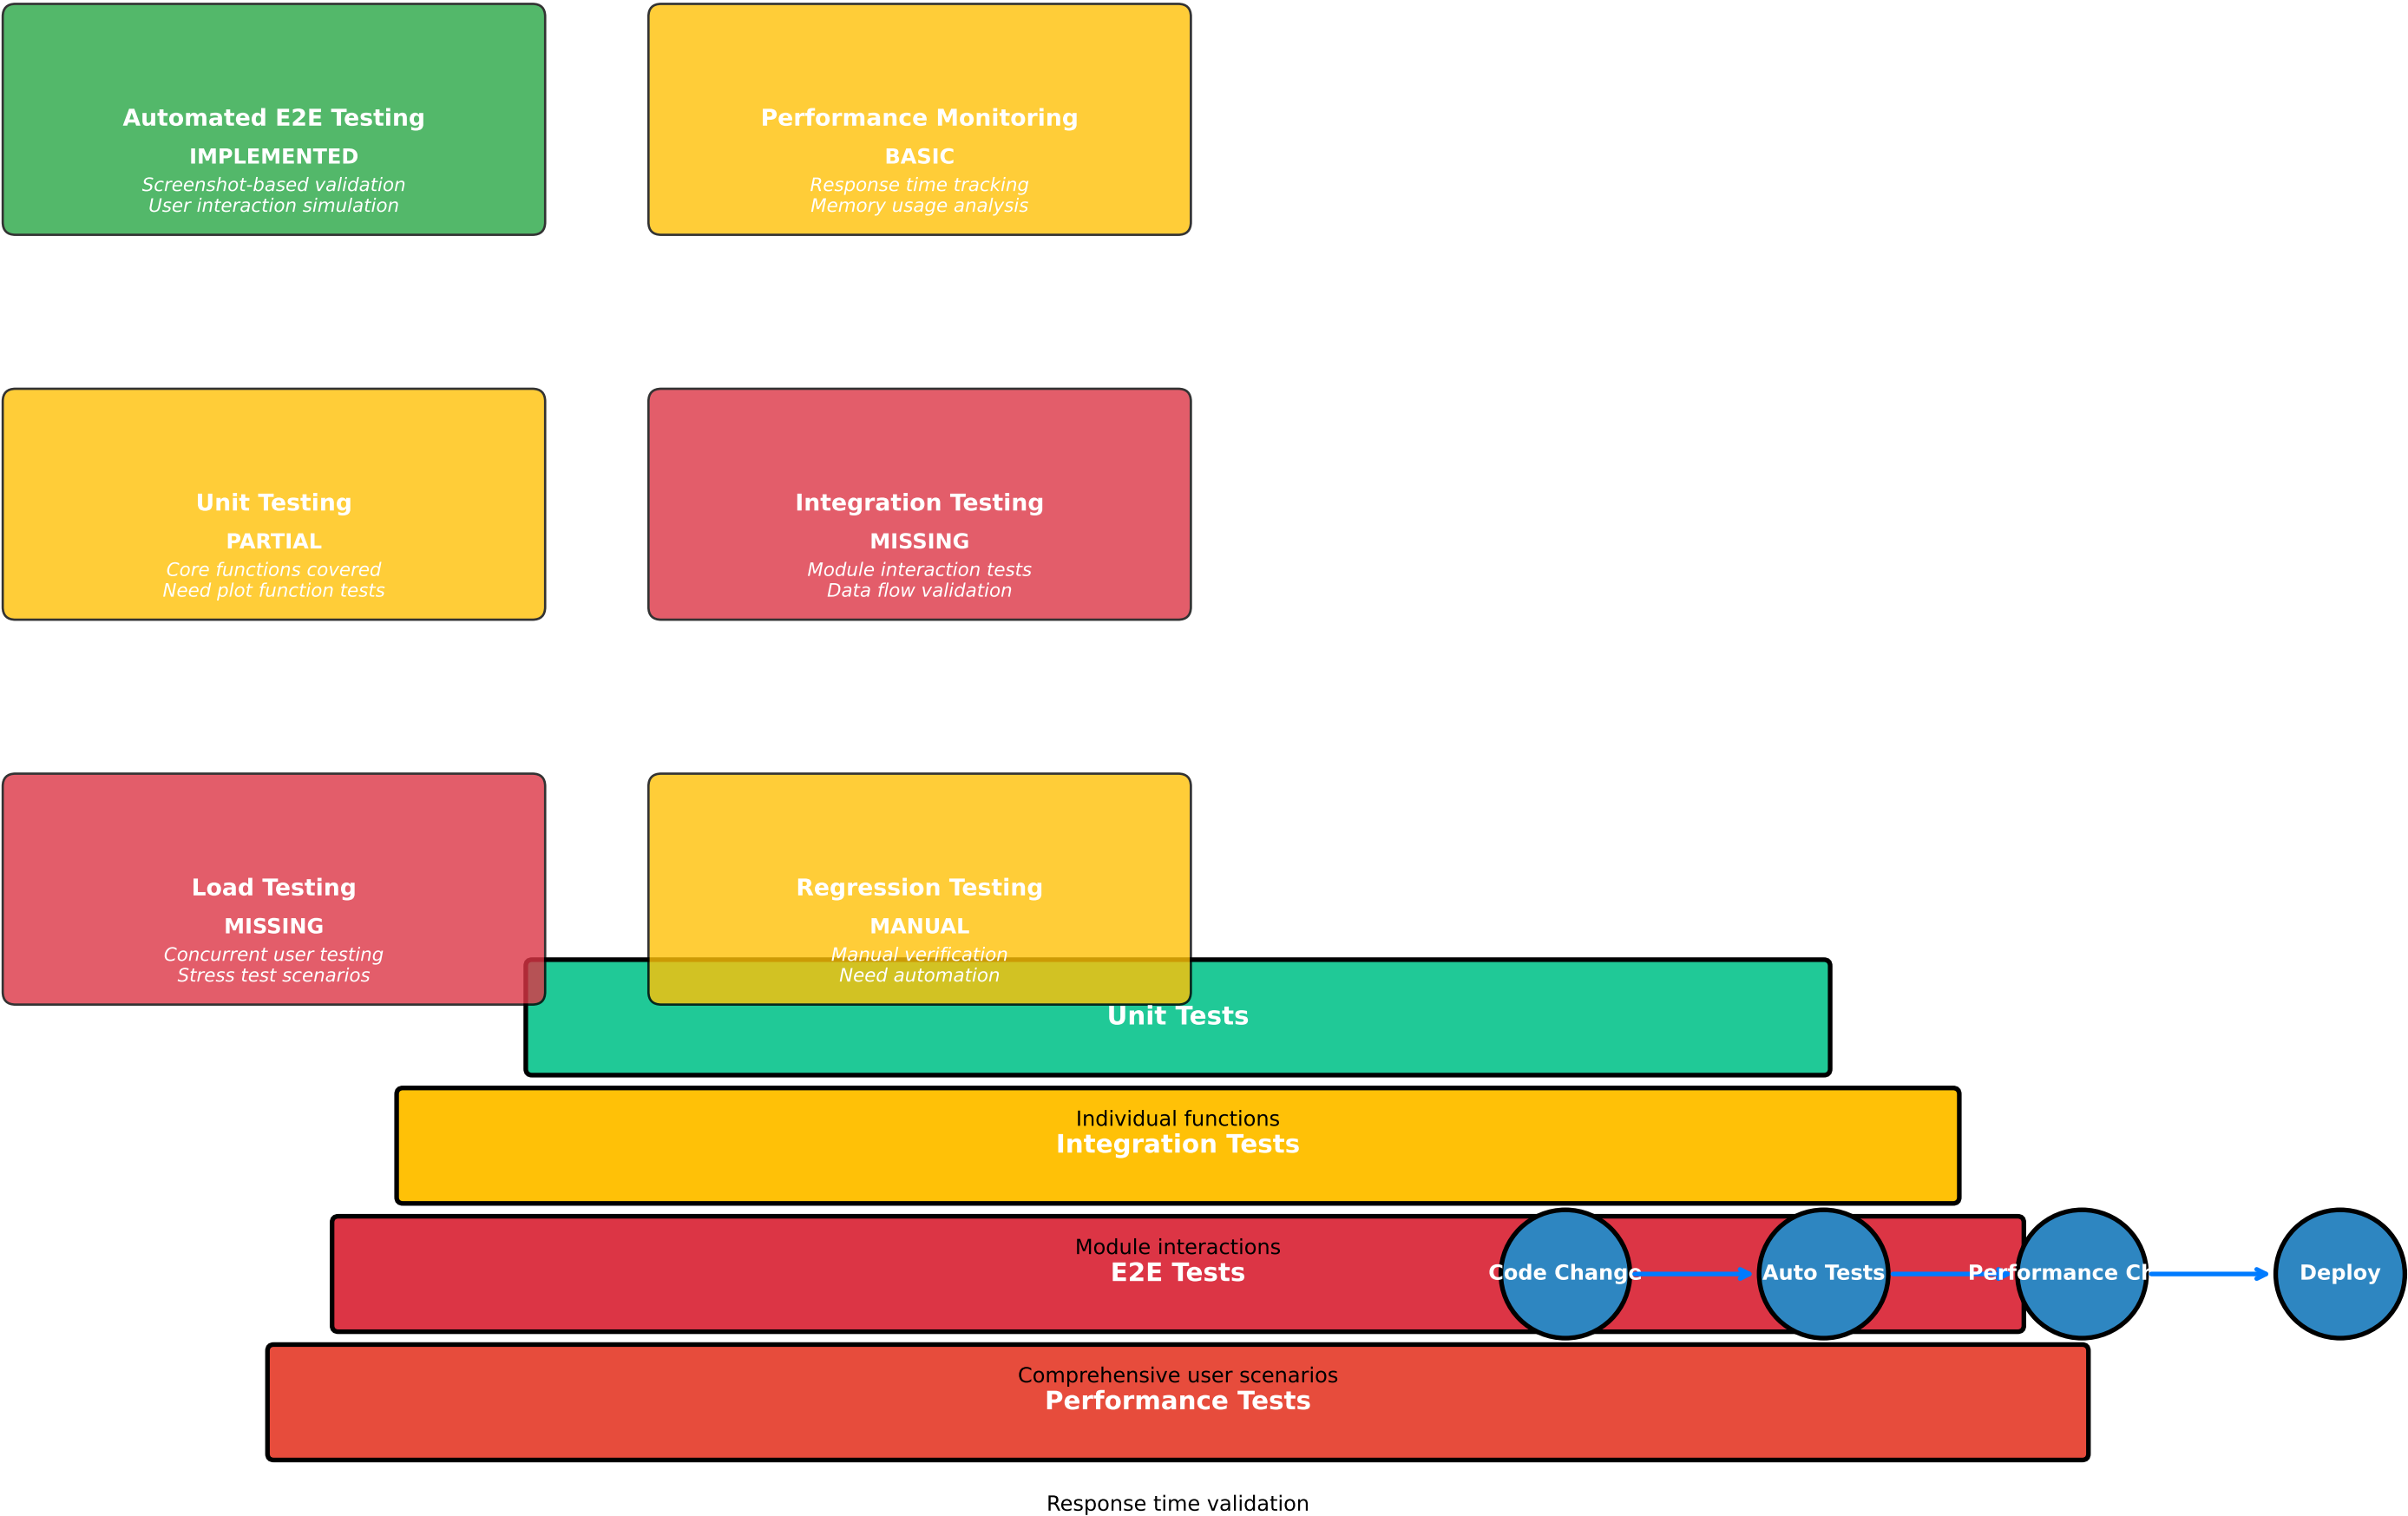 Automated E2E Testing
IMPLEMENTED
Screenshot-based validation
User interaction simulation
Performance Monitoring
BASIC
Response time tracking
Memory usage analysis
Unit Testing
PARTIAL
Core functions covered
Need plot function tests
Integration Testing
MISSING
Module interaction tests
Data flow validation
Load Testing
MISSING
Concurrent user testing
Stress test scenarios
Regression Testing
MANUAL
Manual verification
Need automation
Unit Tests
Individual functions
Integration Tests
Module interactions
E2E Tests
Code Change
Auto Tests
Performance
Deploy
Comprehensive user scenarios
Performance Tests
Response time validation